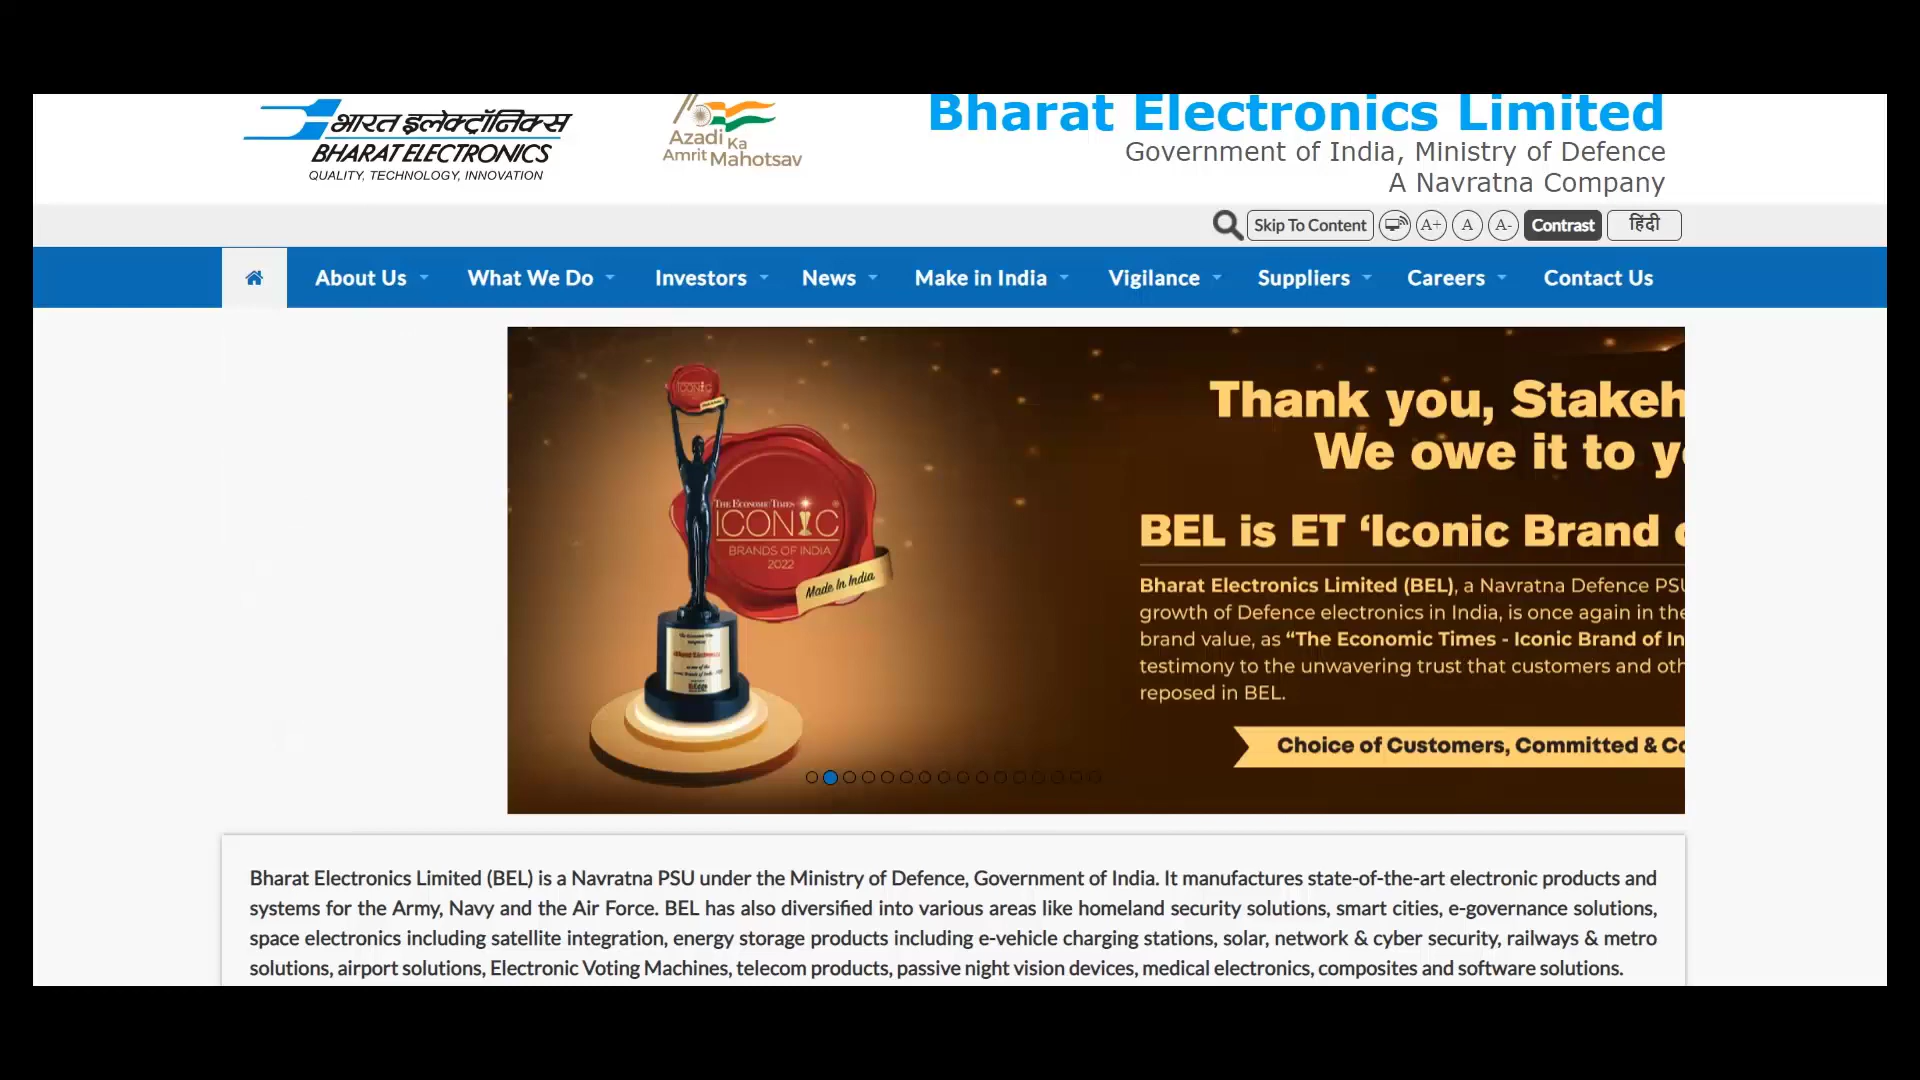 भारत इलेक्ट्रॉनिक्स
BHARAT ELECTRONICS
QUALITY, TECHNOLOGY, INNOVATION
Azadi Ka
Amrit Mahotsav
Bharat Electronics Limited
Government of India, Ministry of Defence
A Navratna Company
Skip To Content A+ A A- Contrast हिंदी
About Us What We Do Investors News Make in India Vigilance Suppliers Careers Contact Us
ICONIC
THE ECONOMIC TIMES
ICONIC
BRANDS OF INDIA
2022
Made In India
Bharat Electronics
Thank you, Stakeh
We owe it to y
BEL is ET ‘Iconic Brand
Bharat Electronics Limited (BEL), a Navratna Defence PSU
growth of Defence electronics in India, is once again in the
brand value, as “The Economic Times - Iconic Brand of In
testimony to the unwavering trust that customers and oth
reposed in BEL.
Choice of Customers, Committed & Co
Bharat Electronics Limited (BEL) is a Navratna PSU under the Ministry of Defence, Government of India. It manufactures state-of-the-art electronic products and
systems for the Army, Navy and the Air Force. BEL has also diversified into various areas like homeland security solutions, smart cities, e-governance solutions,
space electronics including satellite integration, energy storage products including e-vehicle charging stations, solar, network & cyber security, railways & metro
solutions, airport solutions, Electronic Voting Machines, telecom products, passive night vision devices, medical electronics, composites and software solutions.